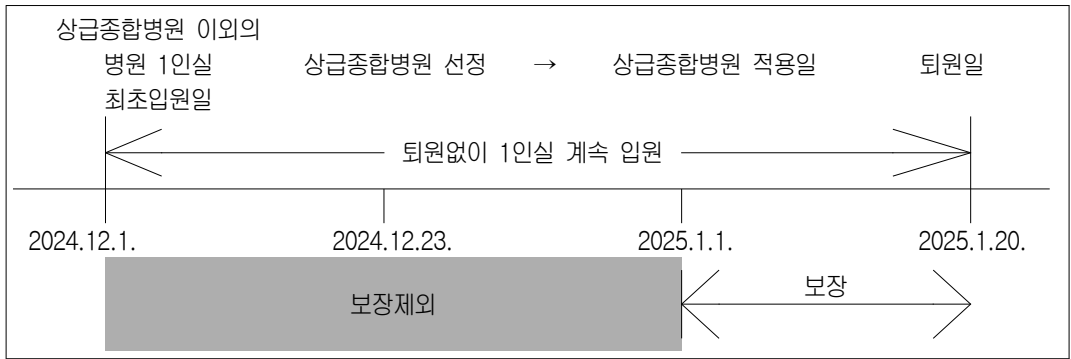 상급종합병원 이외의
병원 1인실 상급종합병원 선정 → 상급종합병원 적용일 퇴원일
최초입원일
퇴원없이 1인실 계속 입원
2024.12.1. 2024.12.23. 2025.1.1. 2025.1.20.
보장제외 보장